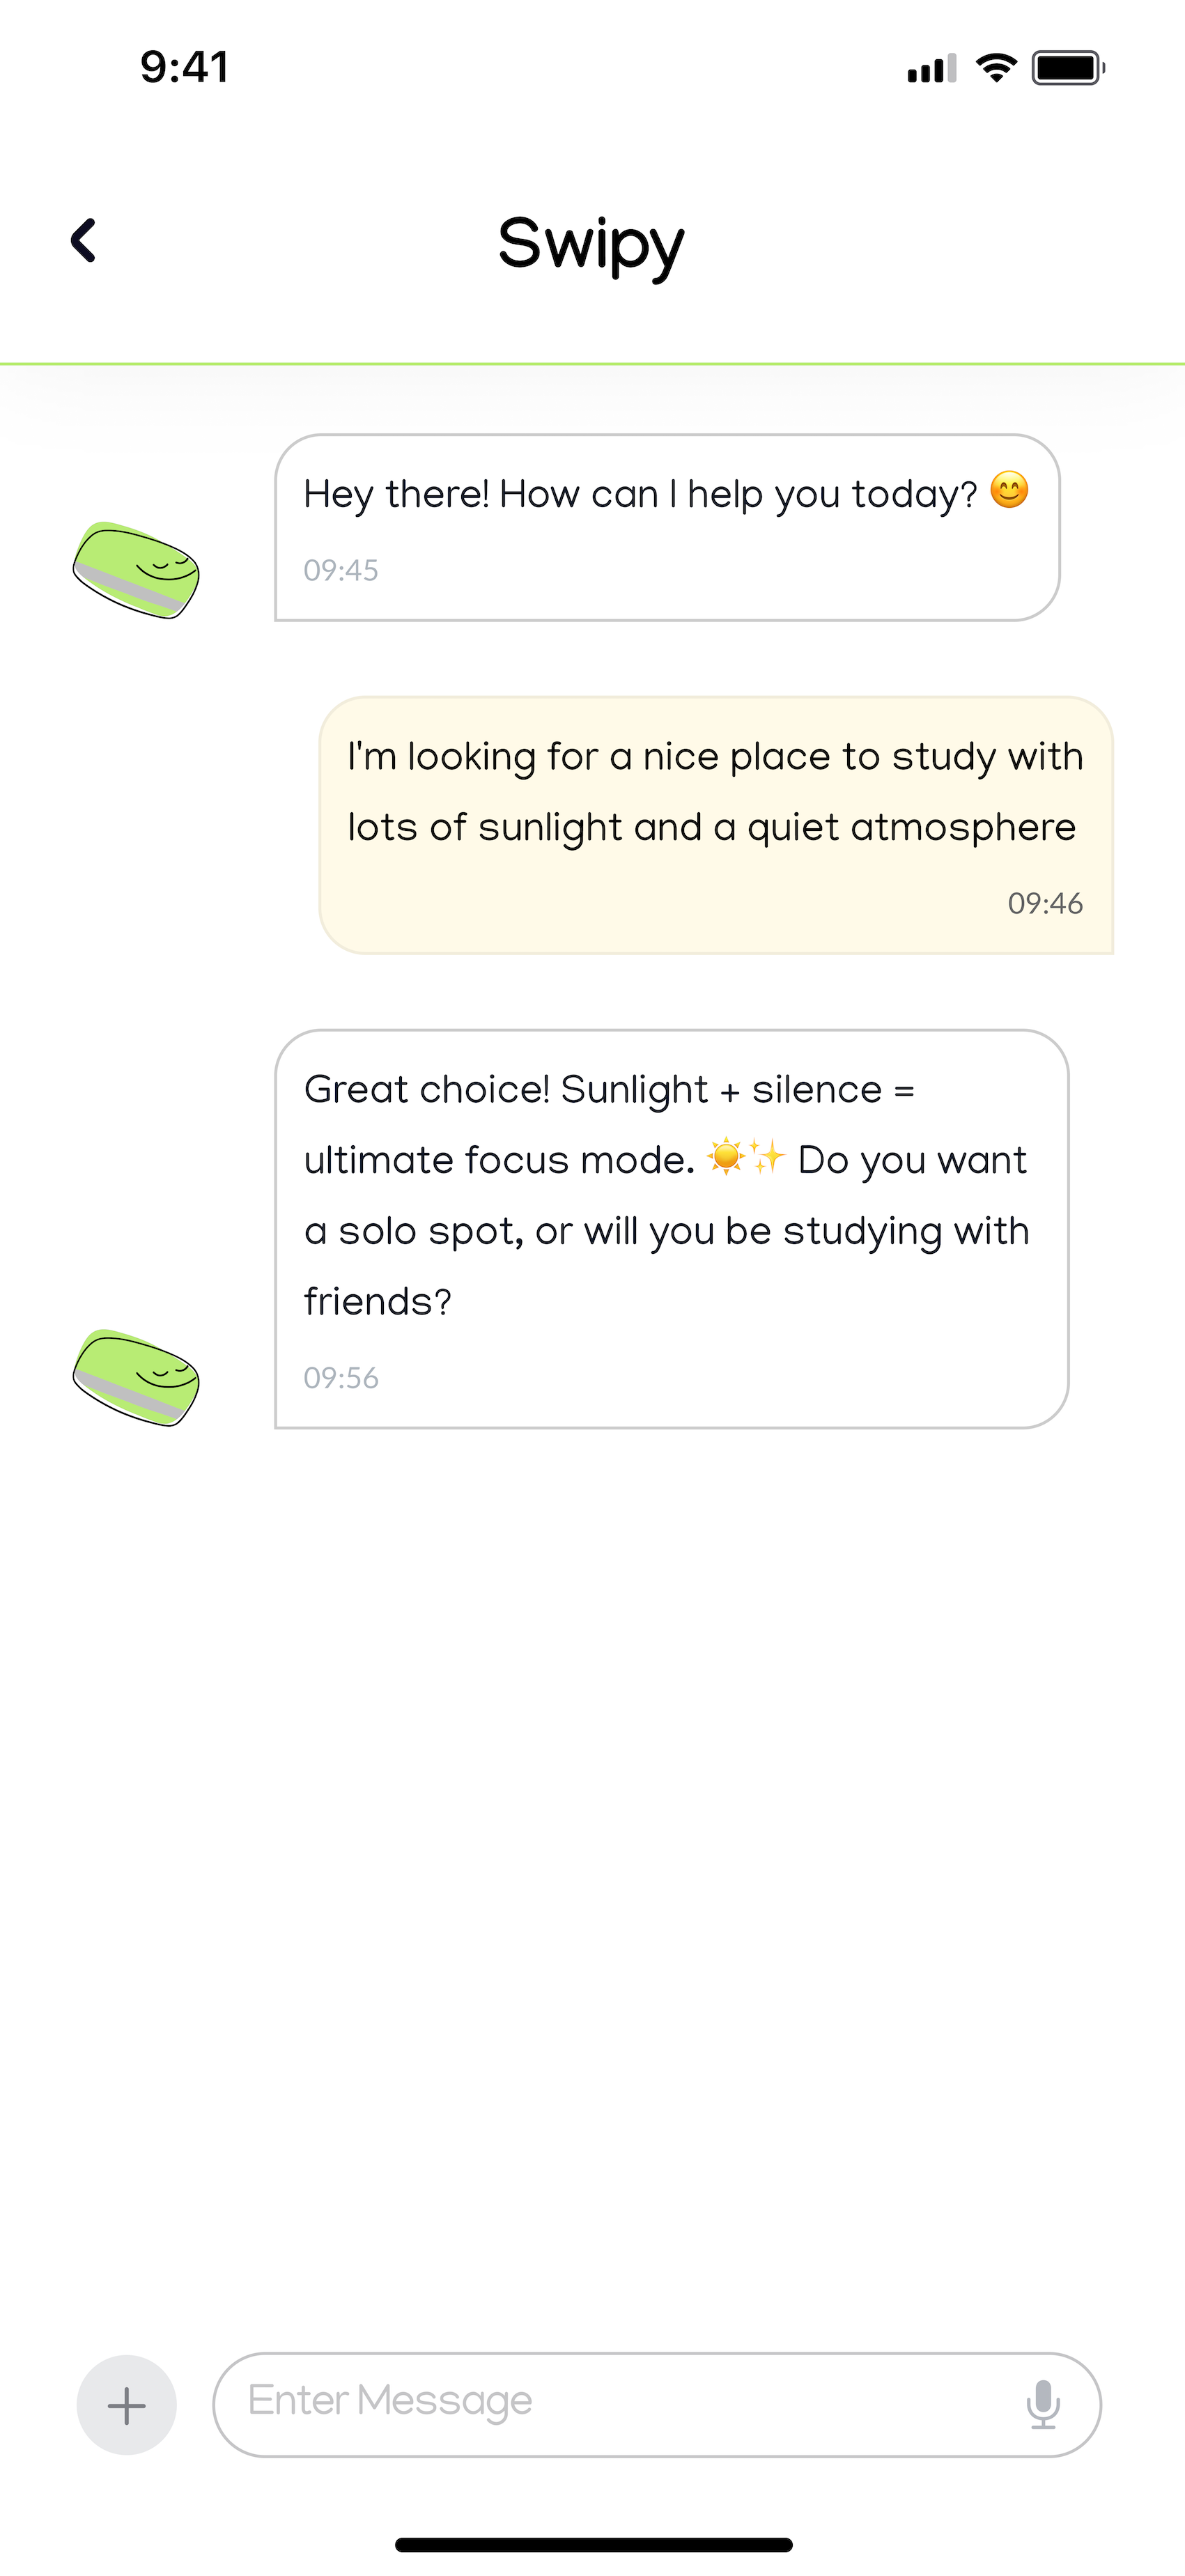 9:41
Swipy
Hey there! How can I help you today? 😊
09:45
I'm looking for a nice place to study with
lots of sunlight and a quiet atmosphere
09:46
Great choice! Sunlight + silence =
ultimate focus mode. ☀️✨ Do you want
a solo spot, or will you be studying with
friends?
09:56
Enter Message